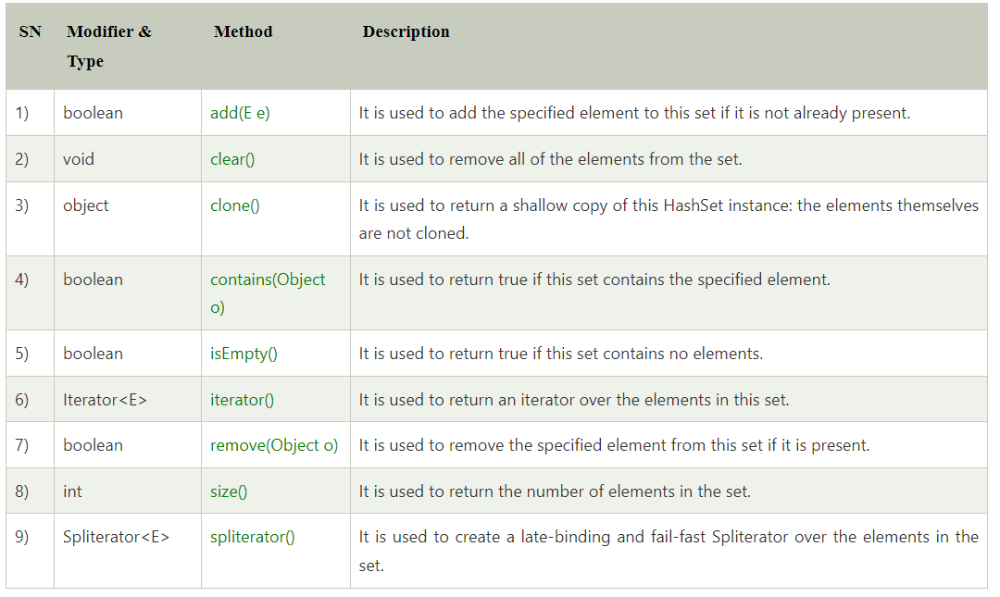 SN Modifier & Type Method Description
1) boolean add(E e) It is used to add the specified element to this set if it is not already present.
2) void clear() It is used to remove all of the elements from the set.
3) object clone() It is used to return a shallow copy of this HashSet instance: the elements themselves
are not cloned.
4) boolean contains(Object o) It is used to return true if this set contains the specified element.
5) boolean isEmpty() It is used to return true if this set contains no elements.
6) Iterator<E> iterator() It is used to return an iterator over the elements in this set.
7) boolean remove(Object o) It is used to remove the specified element from this set if it is present.
8) int size() It is used to return the number of elements in the set.
9) Spliterator<E> spliterator() It is used to create a late-binding and fail-fast Spliterator over the elements in the
set.